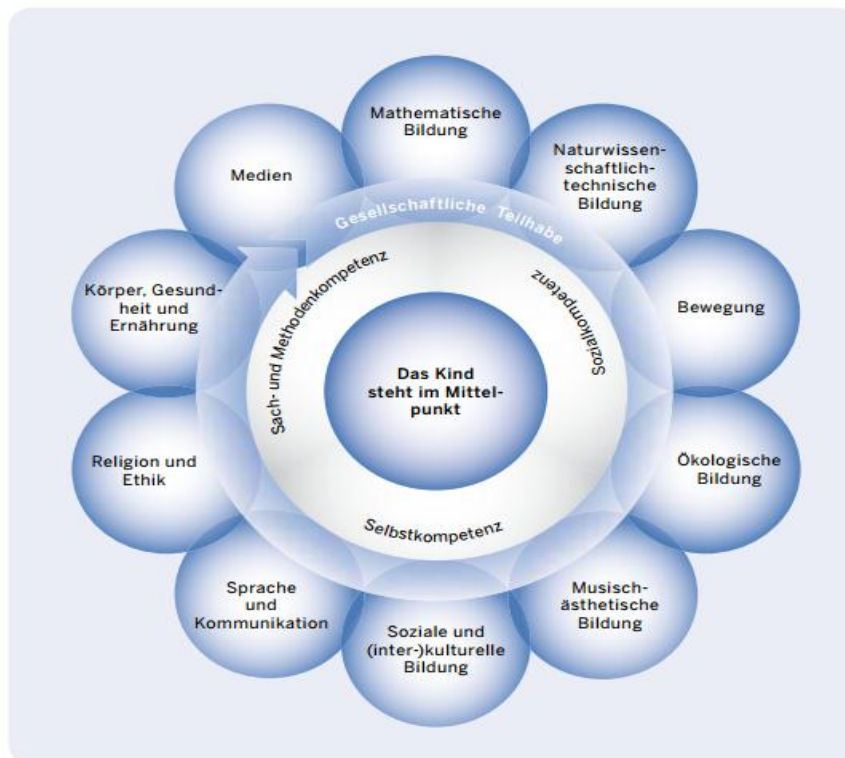 Mathematische
Bildung
Naturwissen-
schaftlich-
technische
Bildung
Bewegung
Ökologische
Bildung
Musisch-
ästhetische
Bildung
Soziale und
(inter-)kulturelle
Bildung
Sprache
und
Kommunikation
Religion und
Ethik
Körper, Gesund-
heit und
Ernährung
Medien
Gesellschaftliche Teilhabe
Sach- und Methodenkompetenz
Sozialkompetenz
Selbstkompetenz
Das Kind
steht im Mittel-
punkt